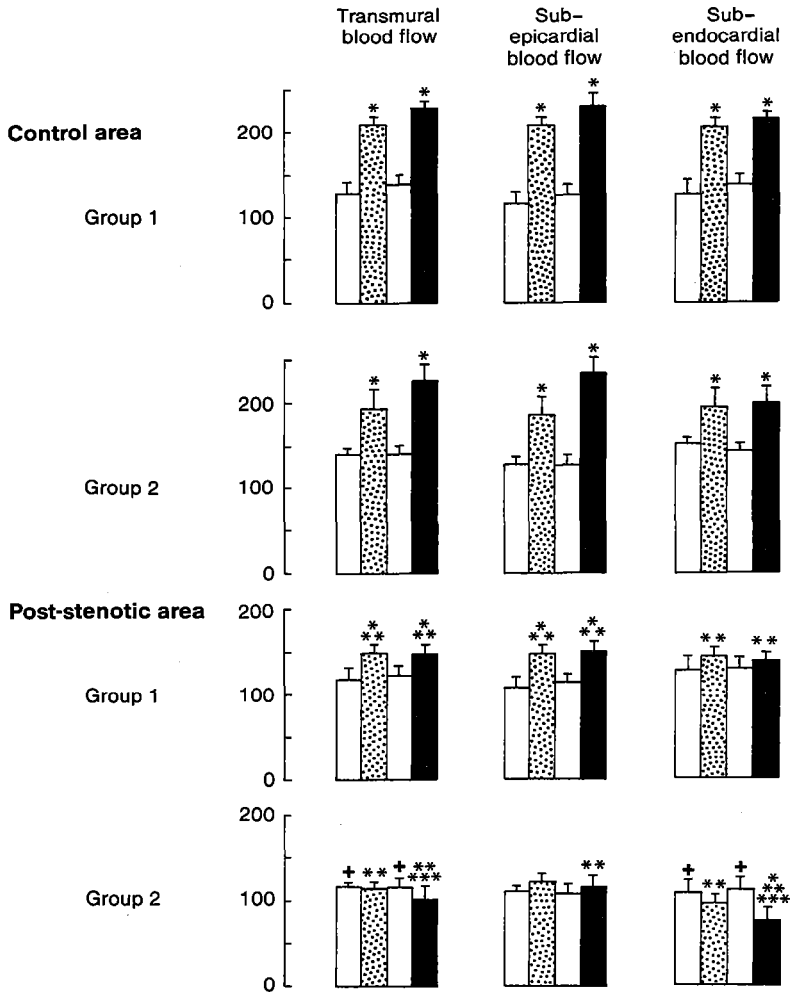 Transmural
blood flow
Sub-
epicardial
blood flow
Sub-
endocardial
blood flow
Control area
Group 1
200
100
0
* *
* *
* *
Group 2
200
100
0
* *
* *
* *
Post-stenotic area
Group 1
200
100
0
* *
** **
* *
** **
** **
Group 2
200
100
0
+ ** + **
***
**
+ ** + *
**
***